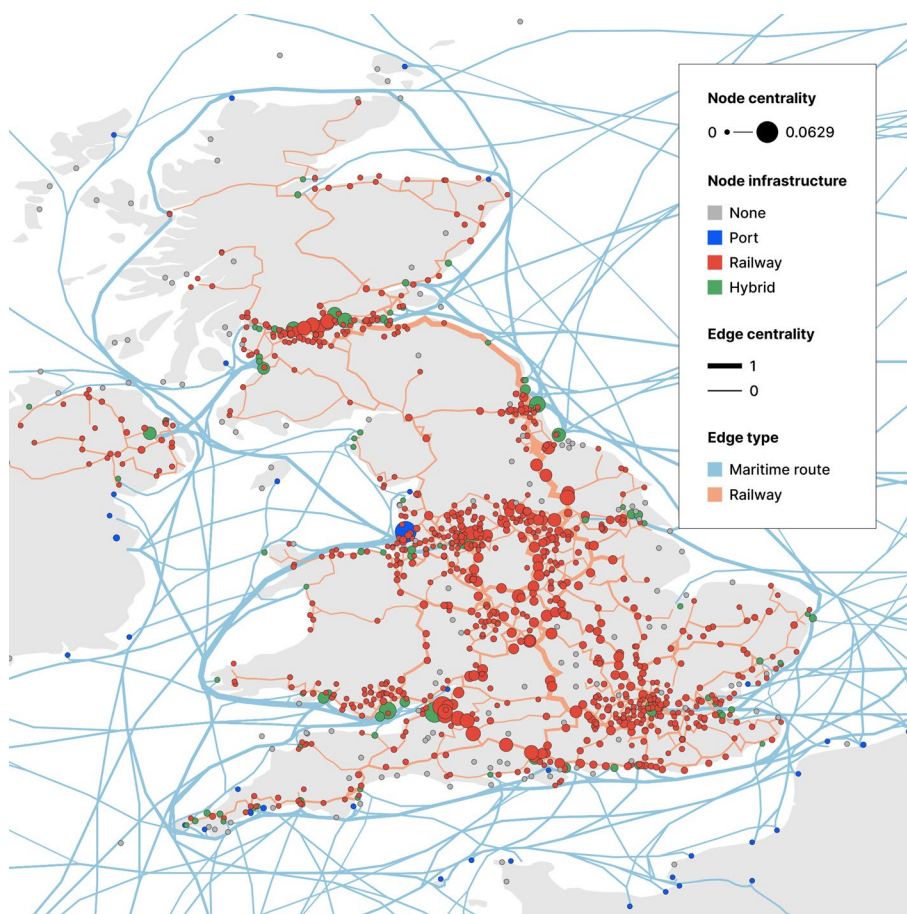 Node centrality
0 0.0629
Node infrastructure
None
Port
Railway
Hybrid
Edge centrality
1
0
Edge type
Maritime route
Railway